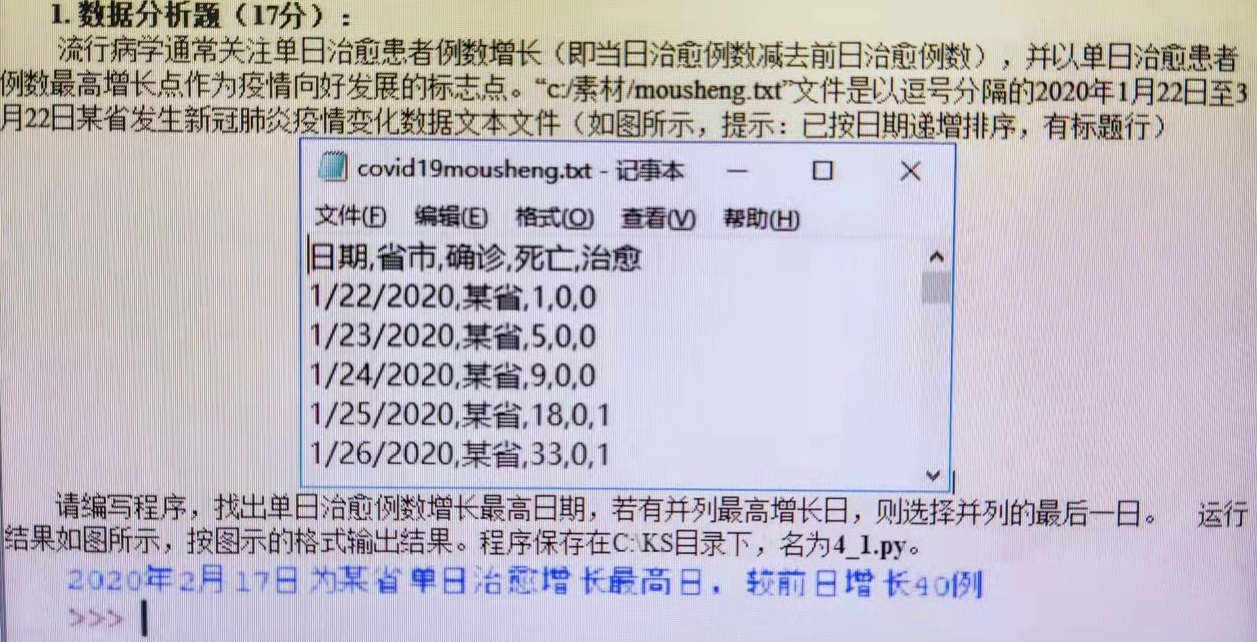 1. 数据分析题（17分）：
流行病学通常关注单日治愈患者例数增长（即当日治愈例数减去前日治愈例数），并以单日治愈患者
例数最高增长点作为疫情向好发展的标志点。“c:/素材/mousheng.txt”文件是以逗号分隔的2020年1月22日至3
月22日某省发生新冠肺炎疫情变化数据文本文件（如图所示，提示：已按日期递增排序，有标题行）
covid19mousheng.txt - 记事本
文件(F) 编辑(E) 格式(O) 查看(V) 帮助(H)
日期,省市,确诊,死亡,治愈
1/22/2020,某省,1,0,0
1/23/2020,某省,5,0,0
1/24/2020,某省,9,0,0
1/25/2020,某省,18,0,1
1/26/2020,某省,33,0,1
请编写程序，找出单日治愈例数增长最高日期，若有并列最高增长日，则选择并列的最后一日。 运行
结果如图所示，按图示的格式输出结果。程序保存在C:\KS目录下，名为4_1.py。
2020年2月17日为某省单日治愈增长最高日，较前日增长40例
>>>